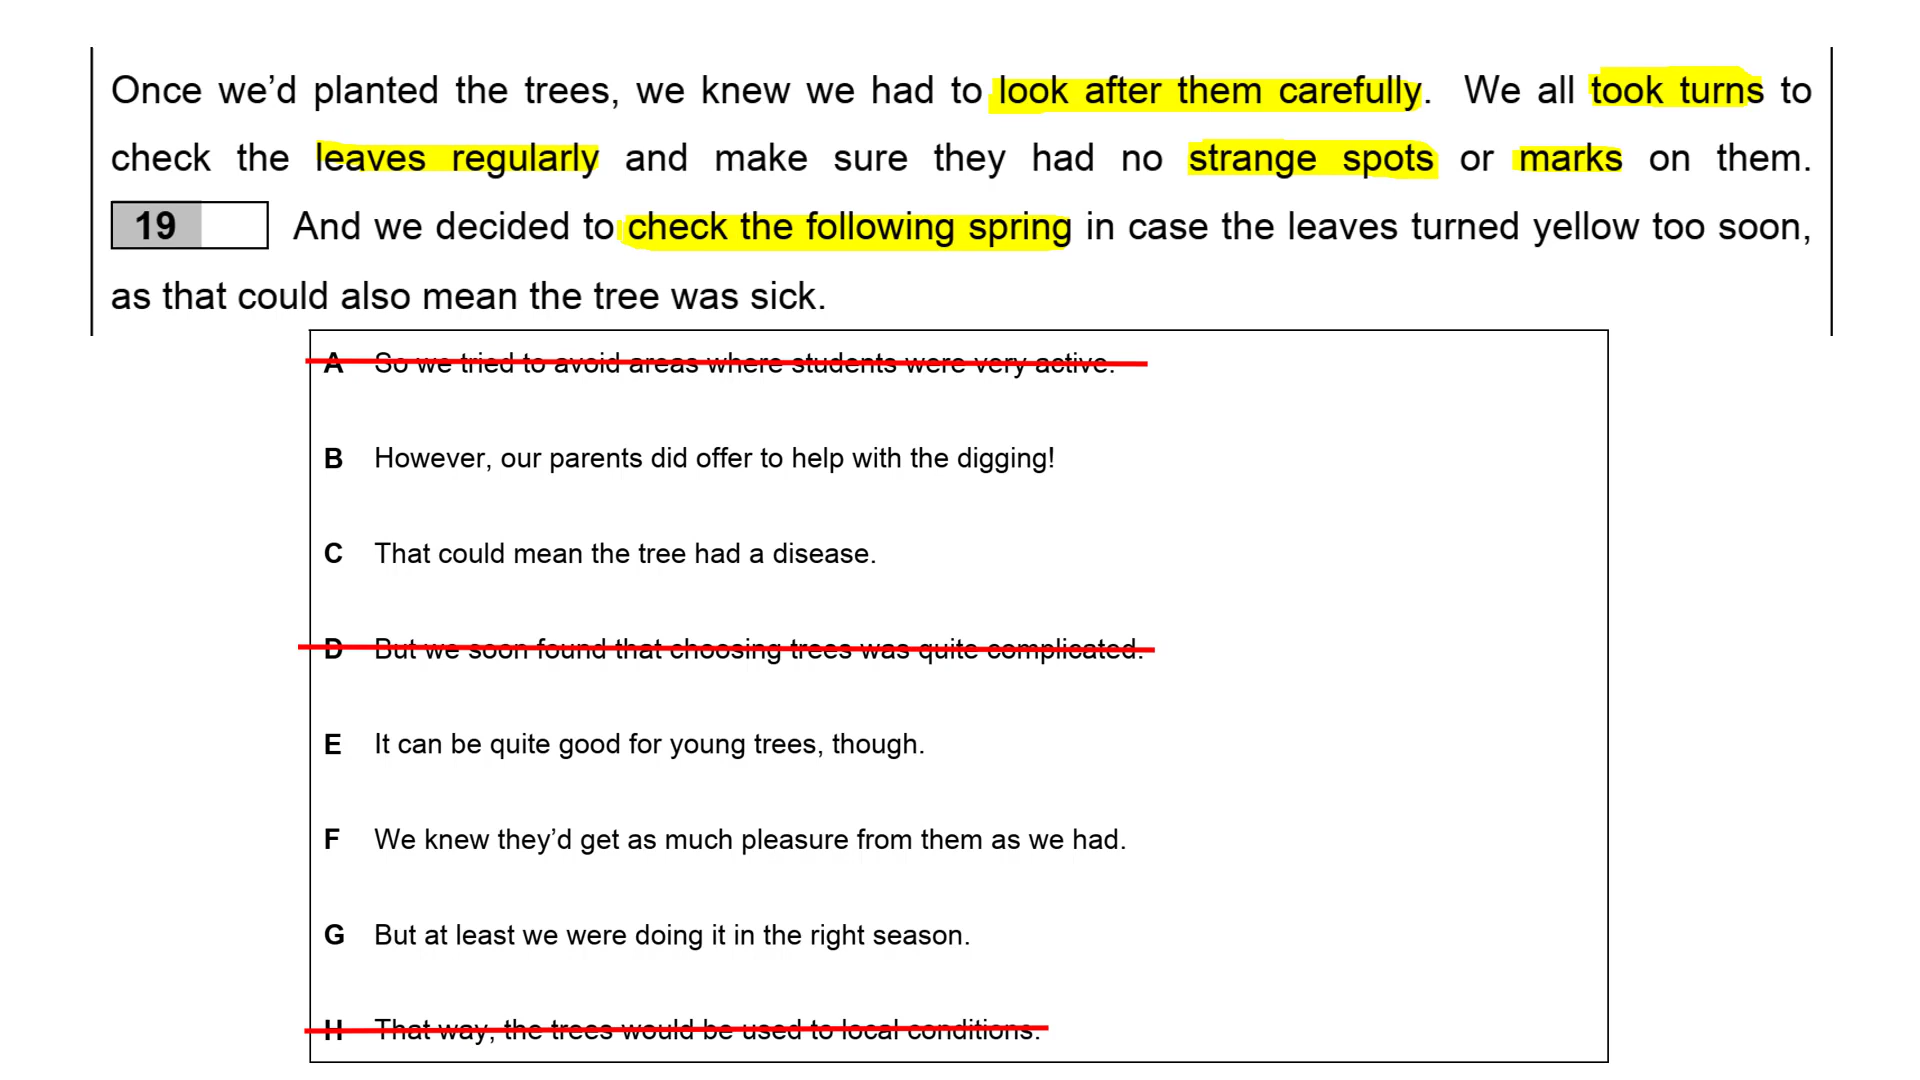 Once we’d planted the trees, we knew we had to look after them carefully. We all took turns to
check the leaves regularly and make sure they had no strange spots or marks on them.
19 And we decided to check the following spring in case the leaves turned yellow too soon,
as that could also mean the tree was sick.
A So we tried to avoid areas where students were very active.
B However, our parents did offer to help with the digging!
C That could mean the tree had a disease.
D But we soon found that choosing trees was quite complicated.
E It can be quite good for young trees, though.
F We knew they’d get as much pleasure from them as we had.
G But at least we were doing it in the right season.
H That way, the trees would be used to local conditions.